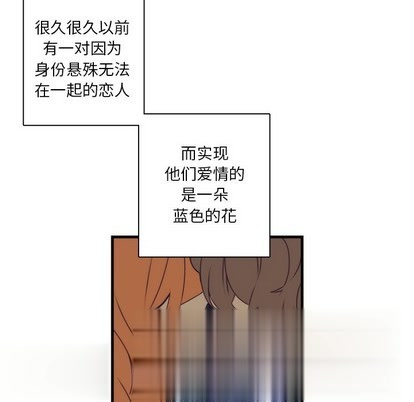 很久很久以前
有一对因为
身份悬殊无法
在一起的恋人
而实现
他们爱情的
是一朵
蓝色的花